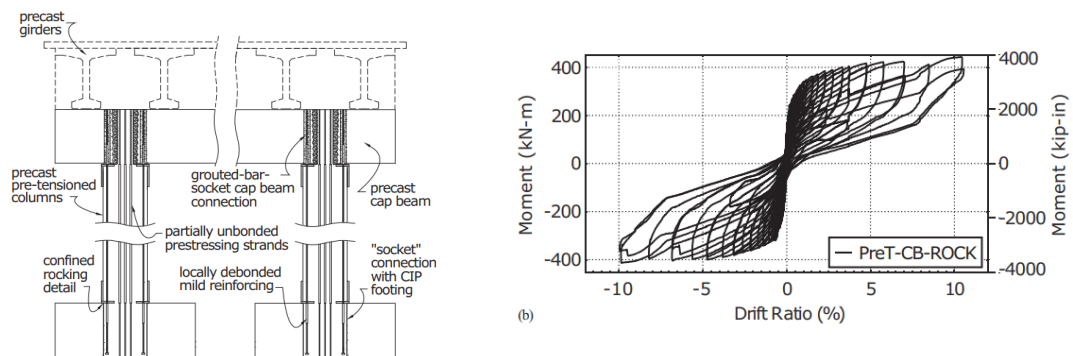 precast
girders
precast
pre-tensioned
columns
grouted-bar-
socket cap beam
connection
precast
cap beam
partially unbonded
prestressing strands
confined
rocking
detail
locally debonded
mild reinforcing
"socket"
connection
with CIP
footing
Moment (kN-m)
400
200
0
-200
-400
4000
2000
0
-2000
-4000
Moment (kip-in)
PreT-CB-ROCK
-10
-5
0
5
10
(b)
Drift Ratio (%)